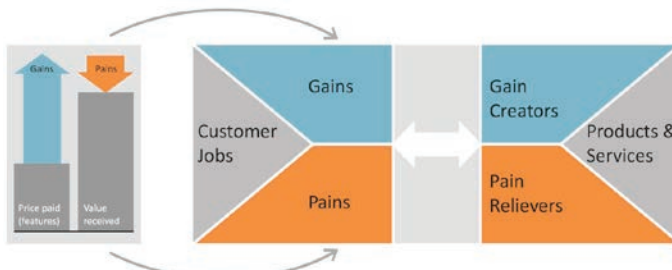 Gains
Pains
Price paid
(features)
Value
received
Customer
Jobs
Gains
Pains
Gain
Creators
Pain
Relievers
Products &
Services